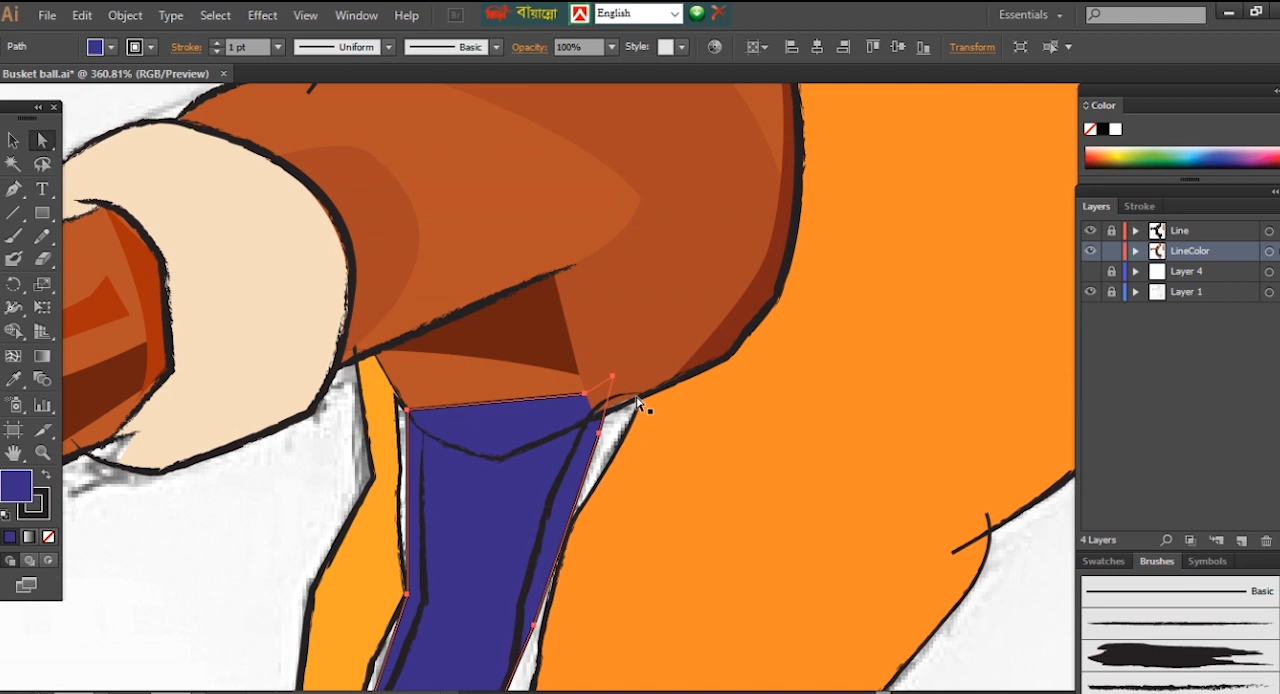 Ai File Edit Object Type Select Effect View Window Help Br বায়ান্নো English Essentials
Path Stroke: 1 pt Uniform Basic Opacity: 100% Style: Transform
Busket ball.ai* @ 360.81% (RGB/Preview) ×
Color
Layers Stroke
Line
LineColor
Layer 4
Layer 1
4 Layers
Swatches Brushes Symbols
Basic
T